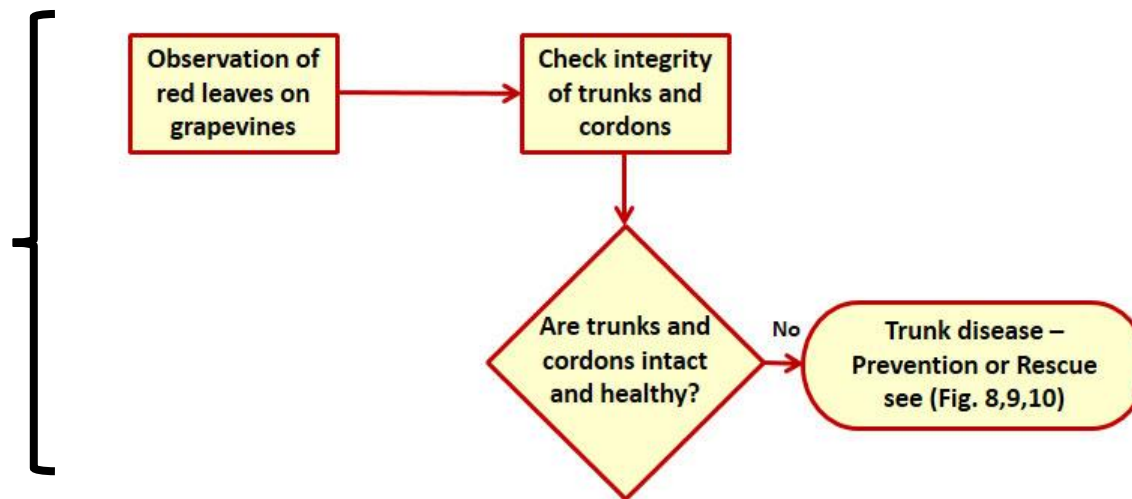 Observation of
red leaves on
grapevines
Check integrity
of trunks and
cordons
Are trunks and
cordons intact
and healthy?
No
Trunk disease –
Prevention or Rescue
see (Fig. 8,9,10)